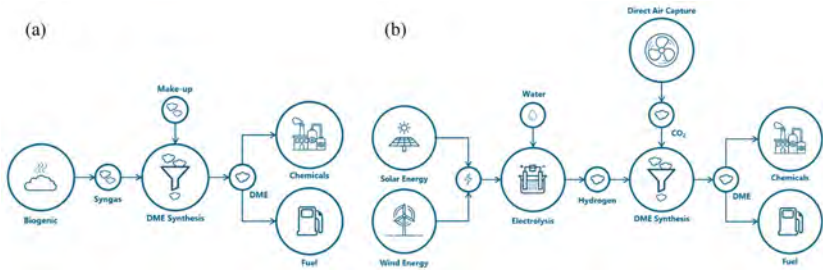 (a)
Make-up
Biogenic
Syngas
DME Synthesis
DME
Chemicals
Fuel
(b)
Direct Air Capture
CO₂
Water
Solar Energy
Wind Energy
Electrolysis
Hydrogen
DME Synthesis
DME
Chemicals
Fuel